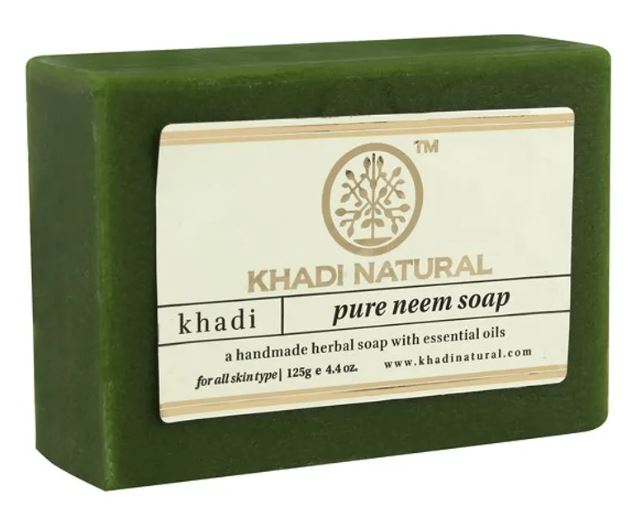 TM
KHADI NATURAL
khadi
pure neem soap
a handmade herbal soap with essential oils
for all skin type | 125g e 4.4 oz.
www.khadinatural.com